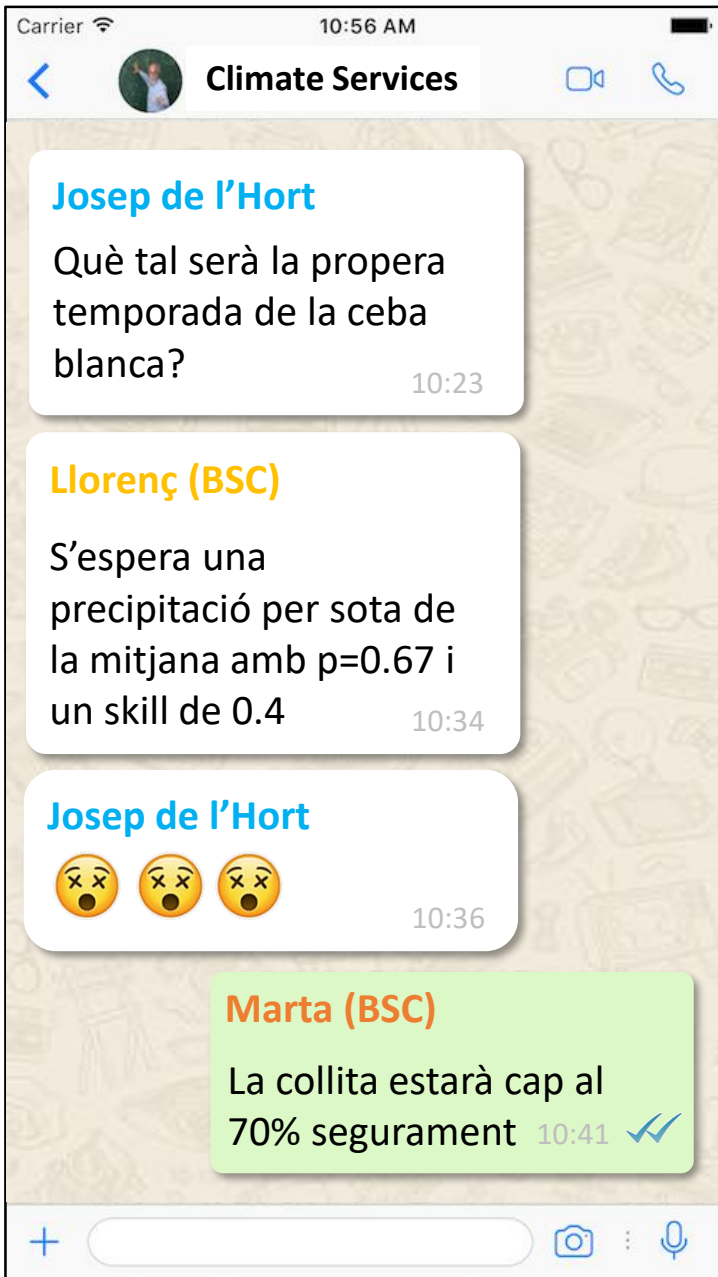 Carrier 10:56 AM
Climate Services
Josep de l’Hort
Què tal serà la propera
temporada de la ceba
blanca?
10:23
Llorenç (BSC)
S’espera una
precipitació per sota de
la mitjana amb p=0.67 i
un skill de 0.4
10:34
Josep de l’Hort
10:36
Marta (BSC)
La collita estarà cap al
70% segurament 10:41